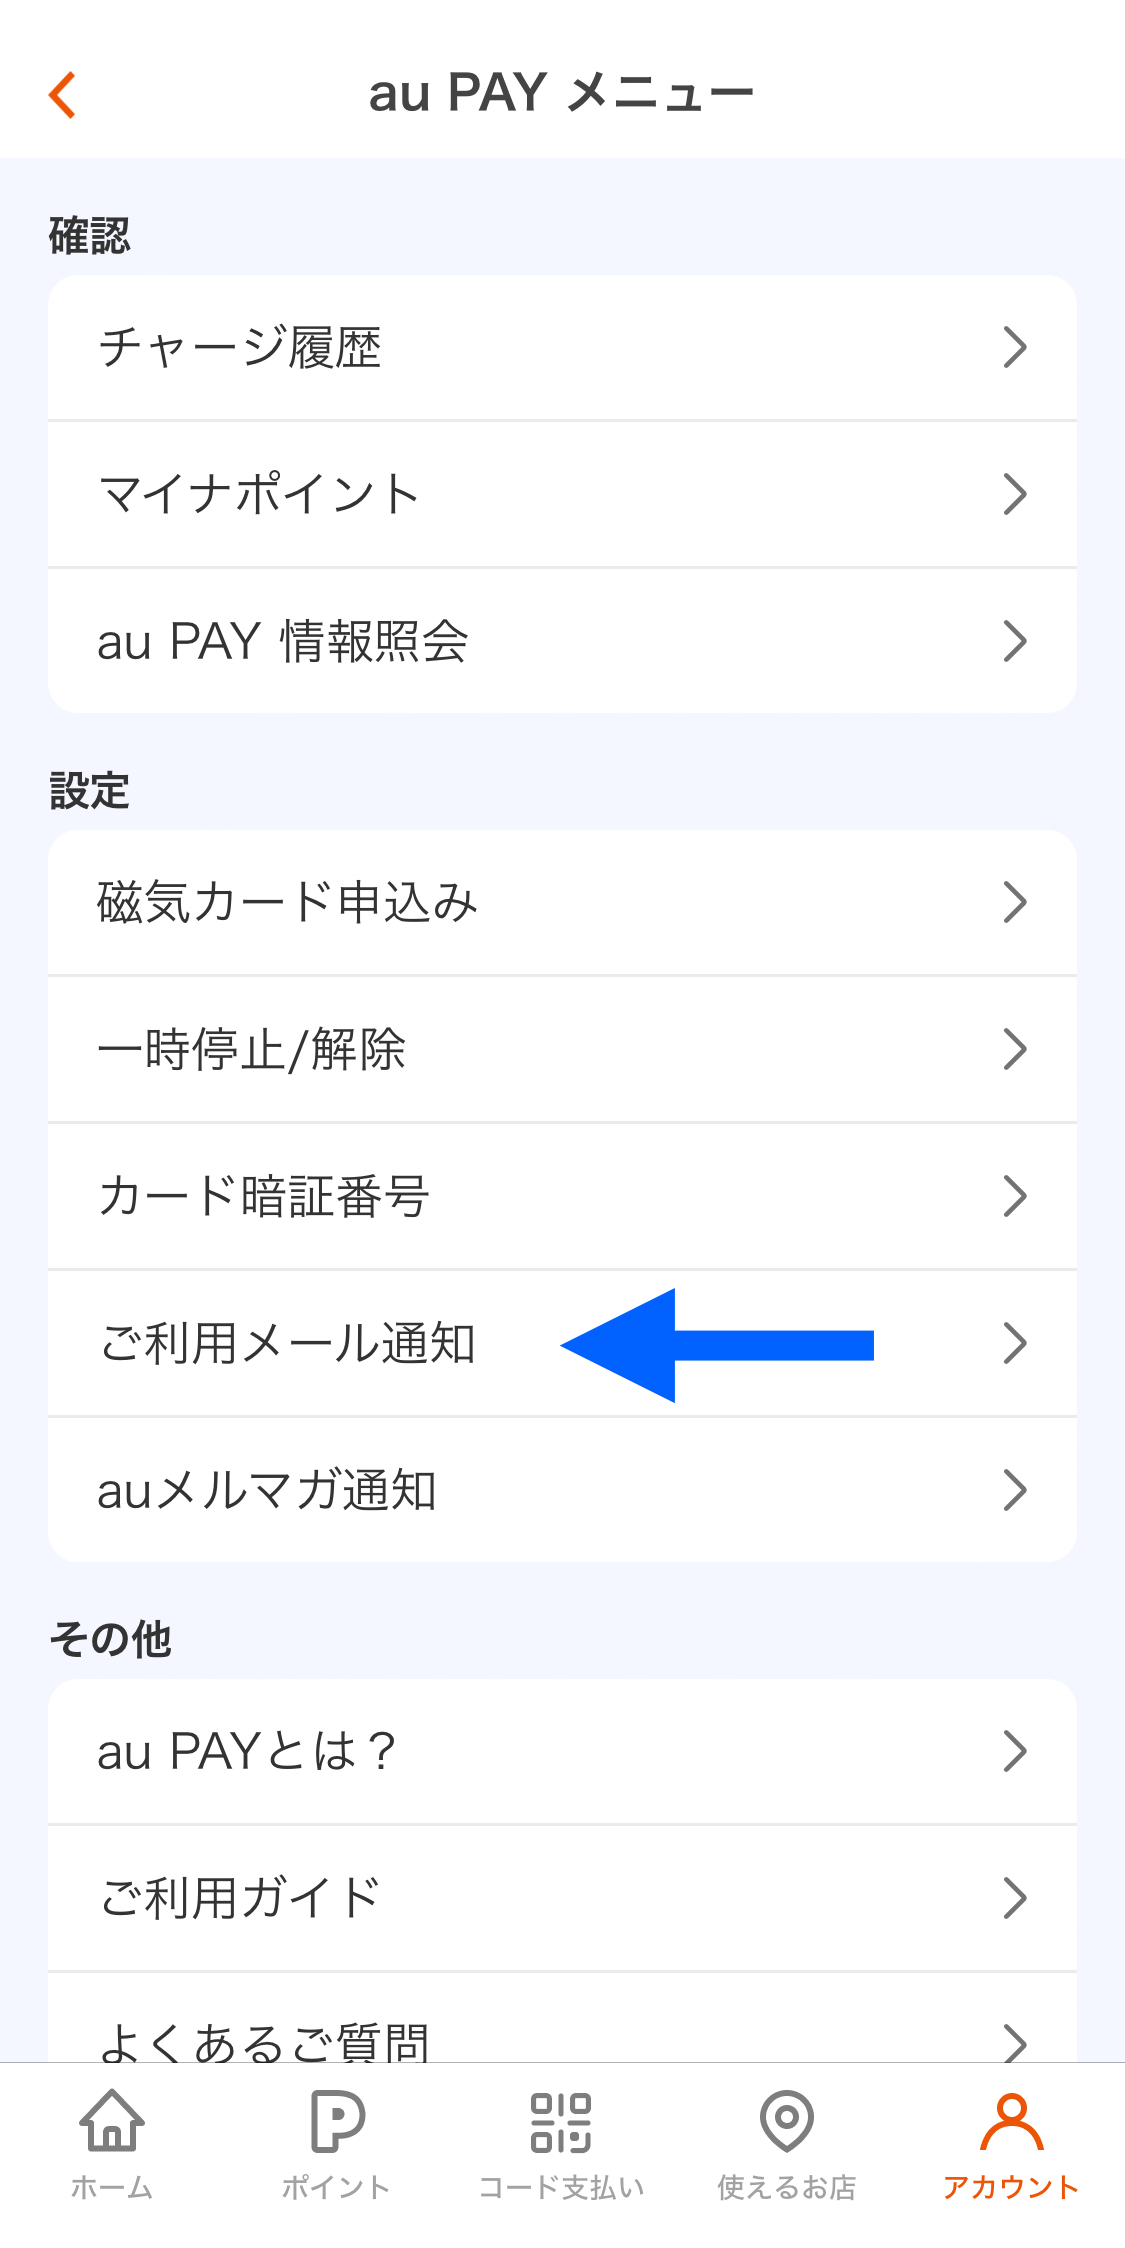 au PAY メニュー
確認
チャージ履歴
マイナポイント
au PAY 情報照会
設定
磁気カード申込み
一時停止/解除
カード暗証番号
ご利用メール通知
auメルマガ通知
その他
au PAYとは？
ご利用ガイド
よくあるご質問
ホーム
ポイント
コード支払い
使えるお店
アカウント